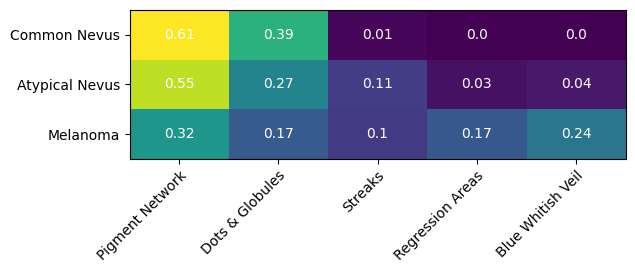 Common Nevus 0.61 0.39 0.01 0.0 0.0
Atypical Nevus 0.55 0.27 0.11 0.03 0.04
Melanoma 0.32 0.17 0.1 0.17 0.24
Pigment Network Dots & Globules Streaks Regression Areas Blue Whitish Veil